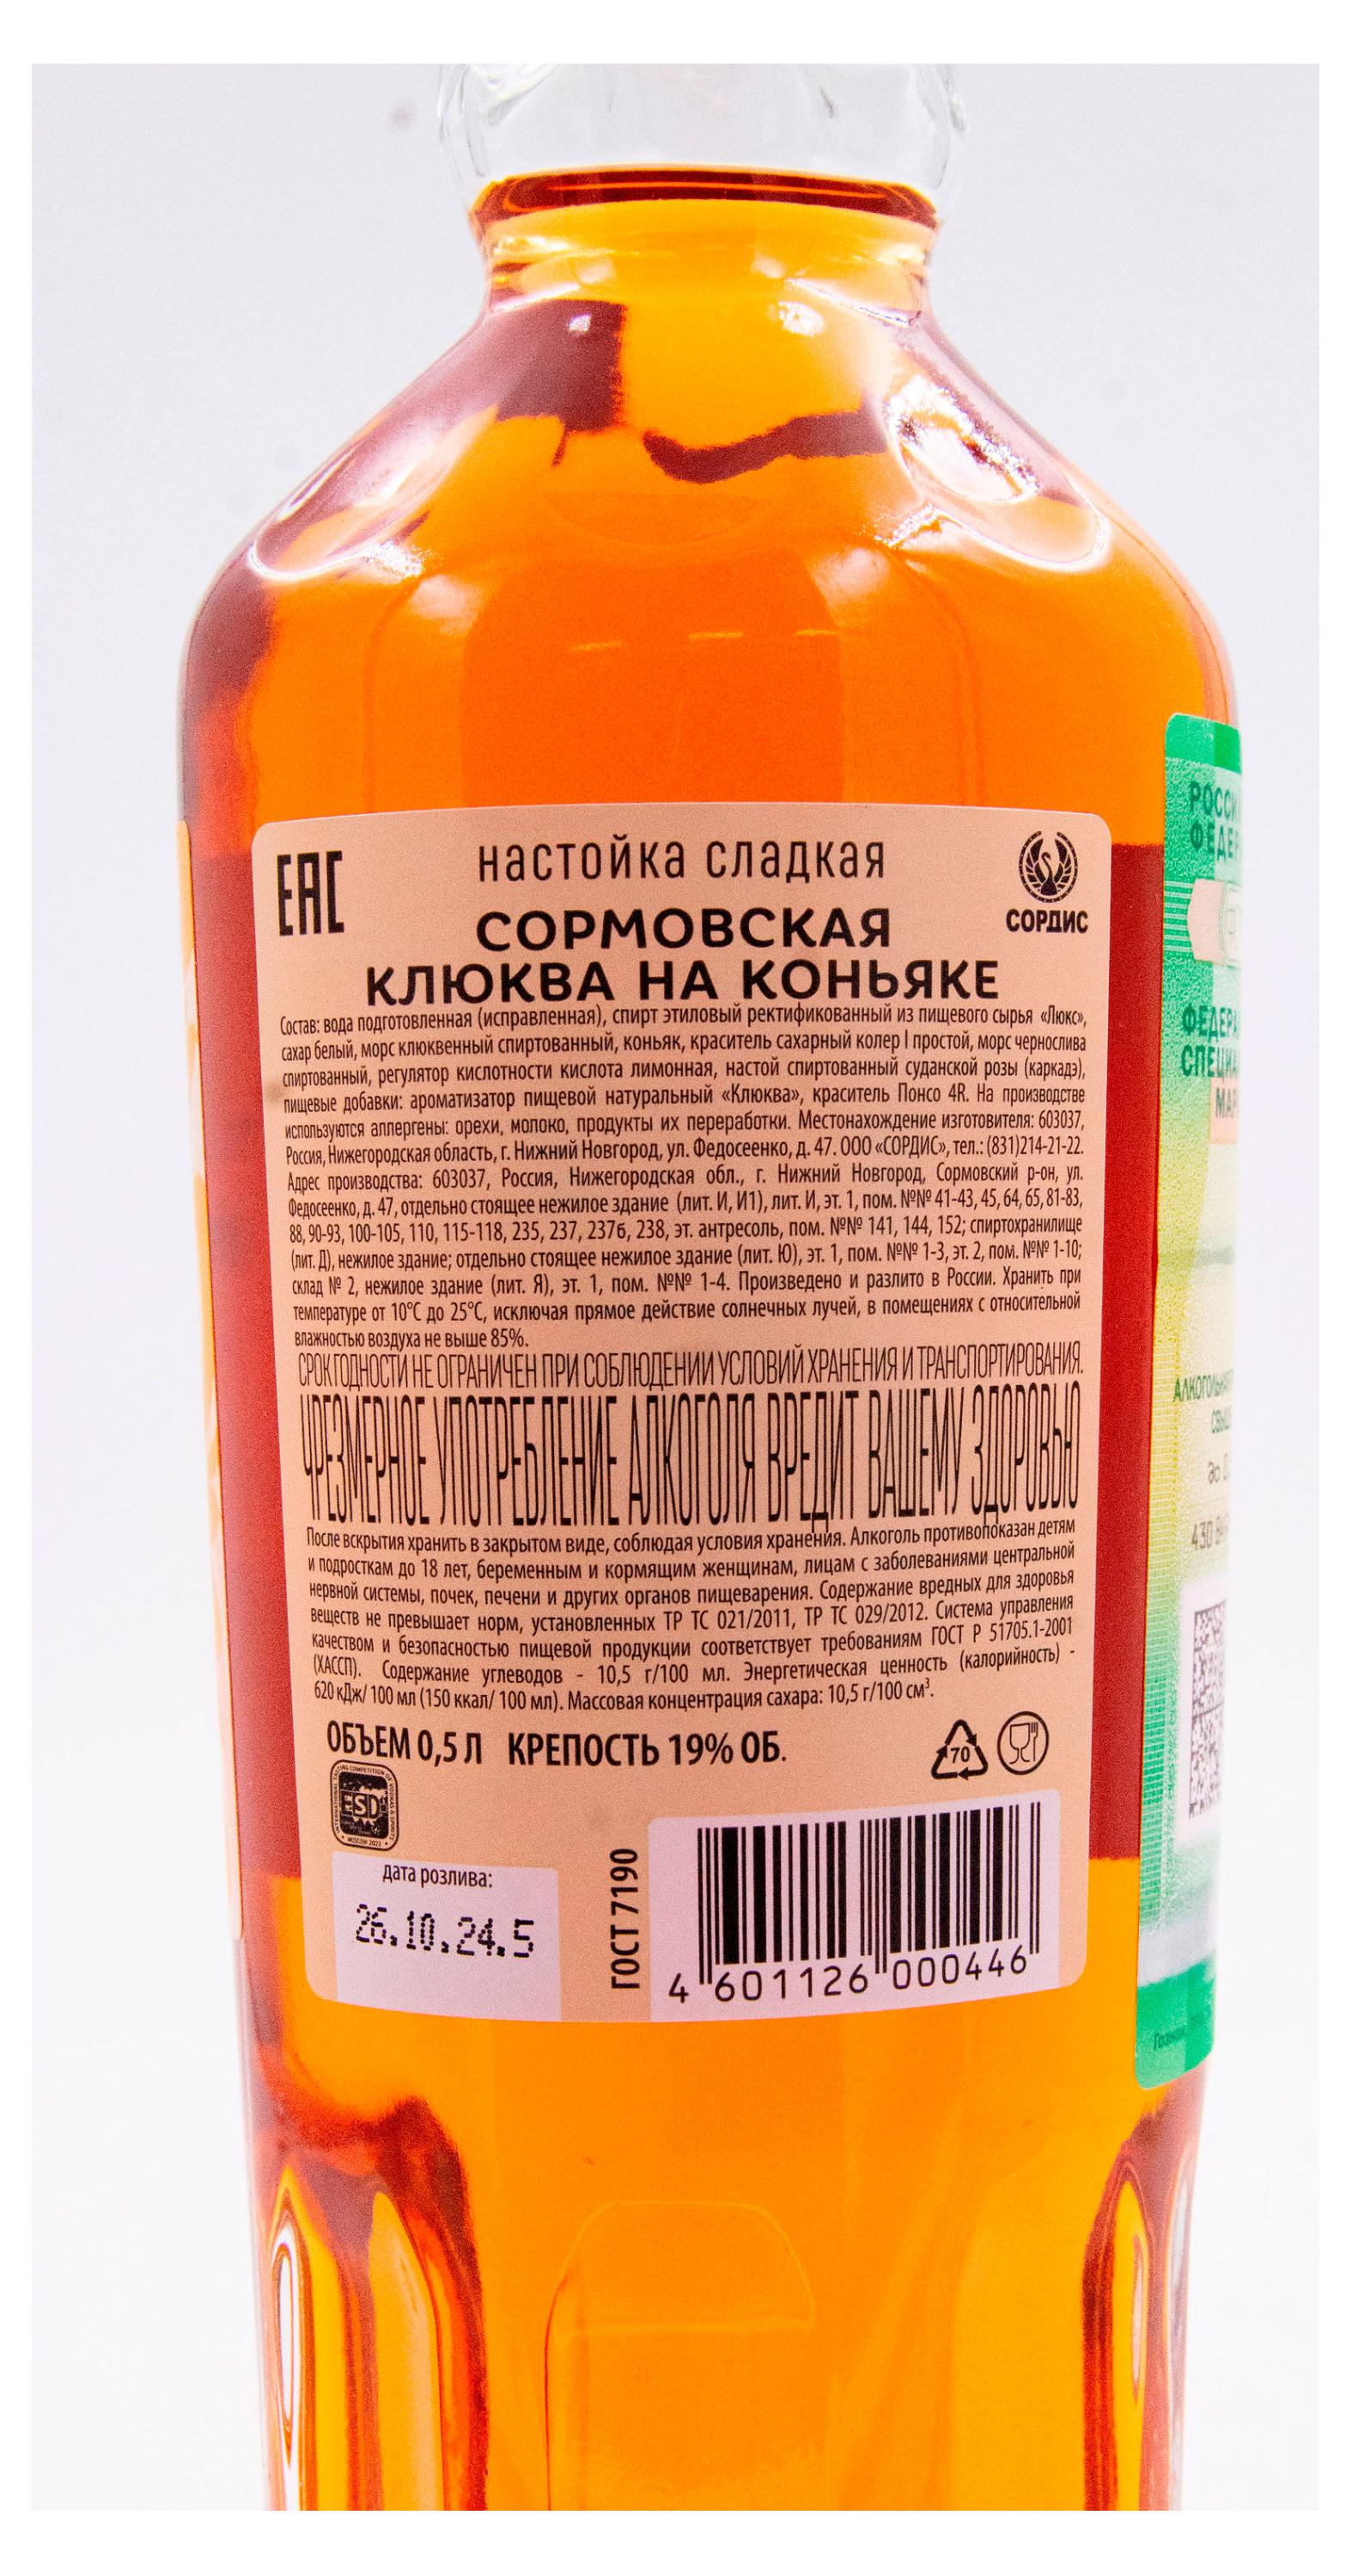 EAC
настойка сладкая
СОРДИС
СОРМОВСКАЯ
КЛЮКВА НА КОНЬЯКЕ
Состав: вода подготовленная (исправленная), спирт этиловый ректификованный из пищевого сырья «Люкс»,
сахар белый, морс клюквенный спиртованный, коньяк, краситель сахарный колер I простой, морс чернослива
спиртованный, регулятор кислотности кислота лимонная, настой спиртованный суданской розы (каркадэ),
пищевые добавки: ароматизатор пищевой натуральный «Клюква», краситель Понсо 4R. На производстве
используются аллергены: орехи, молоко, продукты их переработки. Местонахождение изготовителя: 603037,
Россия, Нижегородская область, г. Нижний Новгород, ул. Федосеенко, д. 47. ООО «СОРДИС», тел.: (831)214-21-22.
Адрес производства: 603037, Россия, Нижегородская обл., г. Нижний Новгород, Сормовский р-он, ул.
Федосеенко, д. 47, отдельно стоящее нежилое здание (лит. И, И1), лит. И, эт. 1, пом. №№ 41-43, 45, 64, 65, 81-83,
88, 90-93, 100-105, 110, 115-118, 235, 237, 237б, 238, эт. антресоль, пом. №№ 141, 144, 152; спиртохранилище
(лит. Д), нежилое здание; отдельно стоящее нежилое здание (лит. Ю), эт. 1, пом. №№ 1-3, эт. 2, пом. №№ 1-10;
склад № 2, нежилое здание (лит. Я), эт. 1, пом. №№ 1-4. Произведено и разлито в России. Хранить при
температуре от 10°С до 25°С, исключая прямое действие солнечных лучей, в помещениях с относительной
влажностью воздуха не выше 85%.
СРОК ГОДНОСТИ НЕ ОГРАНИЧЕН ПРИ СОБЛЮДЕНИИ УСЛОВИЙ ХРАНЕНИЯ И ТРАНСПОРТИРОВАНИЯ.
ЧРЕЗМЕРНОЕ УПОТРЕБЛЕНИЕ АЛКОГОЛЯ ВРЕДИТ ВАШЕМУ ЗДОРОВЬЮ
После вскрытия хранить в закрытом виде, соблюдая условия хранения. Алкоголь противопоказан детям
и подросткам до 18 лет, беременным и кормящим женщинам, лицам с заболеваниями центральной
нервной системы, почек, печени и других органов пищеварения. Содержание вредных для здоровья
веществ не превышает норм, установленных ТР ТС 021/2011, ТР ТС 029/2012. Система управления
качеством и безопасностью пищевой продукции соответствует требованиям ГОСТ Р 51705.1-2001
(ХАССП). Содержание углеводов - 10,5 г/100 мл. Энергетическая ценность (калорийность) -
620 кДж/ 100 мл (150 ккал/ 100 мл). Массовая концентрация сахара: 10,5 г/100 см³.
ОБЪЕМ 0,5 Л КРЕПОСТЬ 19% ОБ.
70
ESD
MOSCOW 2023
дата розлива:
26.10.24.5
ГОСТ 7190
4 601126 000446